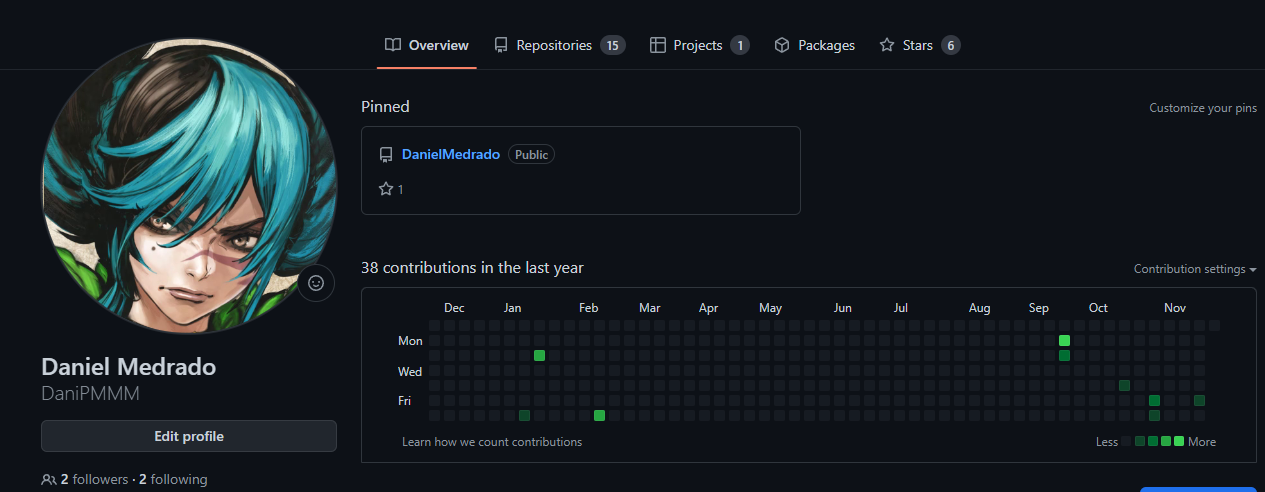 Overview Repositories 15 Projects 1 Packages Stars 6
Pinned
Customize your pins
DanielMedrado Public
1
38 contributions in the last year
Contribution settings
Dec Jan Feb Mar Apr May Jun Jul Aug Sep Oct Nov
Mon
Wed
Fri
Learn how we count contributions
Less More
Daniel Medrado
DaniPMMM
Edit profile
2 followers · 2 following